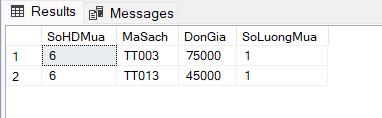 Results Messages
SoHDMua MaSach DonGia SoLuongMua
1 6 TT003 75000 1
2 6 TT013 45000 1